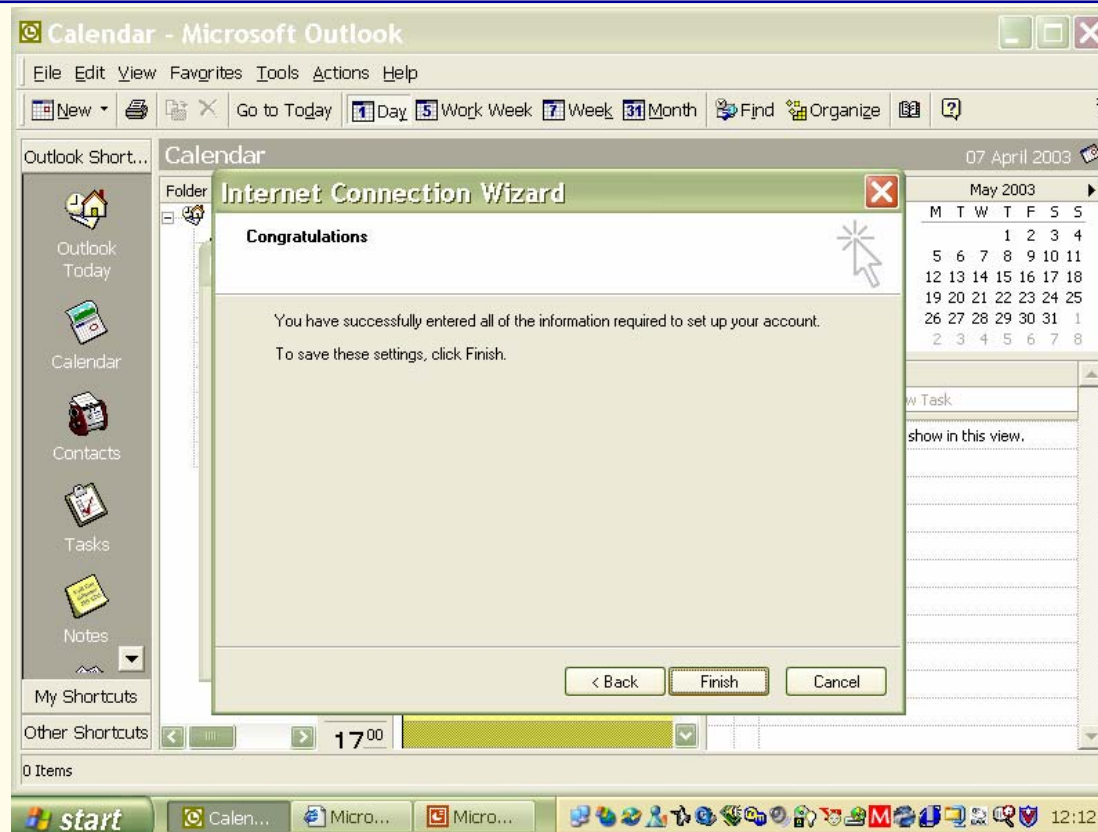 Calendar - Microsoft Outlook
File Edit View Favorites Tools Actions Help
New Go to Today 1 Day 5 Work Week 7 Week 31 Month Find Organize
Outlook Short... Calendar 07 April 2003
Folder
Internet Connection Wizard
May 2003
M T W T F S S
1 2 3 4
5 6 7 8 9 10 11
12 13 14 15 16 17 18
19 20 21 22 23 24 25
26 27 28 29 30 31 1
2 3 4 5 6 7 8
Congratulations
You have successfully entered all of the information required to set up your account.
To save these settings, click Finish.
Outlook
Today
Calendar
Contacts
Tasks
Notes
Task
show in this view.
< Back Finish Cancel
My Shortcuts
Other Shortcuts
17 00
0 Items
start Calen... Micro... Micro... 12:12